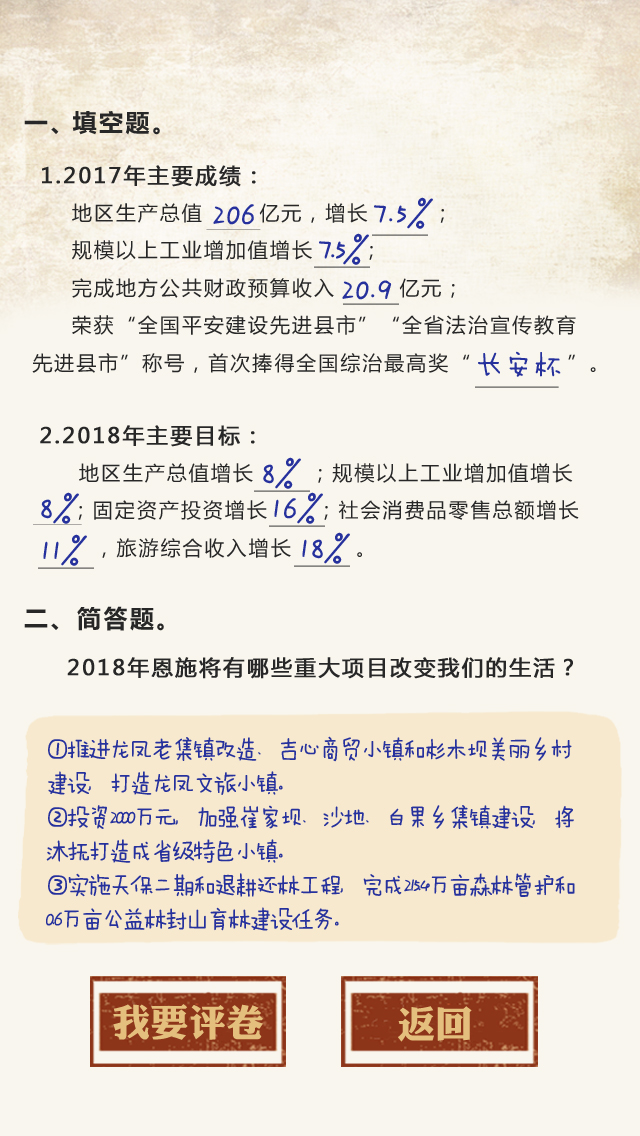 一、填空题。
1.2017年主要成绩：
地区生产总值 206 亿元，增长 7.5%；
规模以上工业增加值增长 7.5%；
完成地方公共财政预算收入 20.9 亿元；
荣获“全国平安建设先进县市”“全省法治宣传教育
先进县市”称号，首次捧得全国综治最高奖“长安杯”。
2.2018年主要目标：
地区生产总值增长 8% ；规模以上工业增加值增长
8%；固定资产投资增长 16%；社会消费品零售总额增长
11%，旅游综合收入增长 18%。
二、简答题。
2018年恩施将有哪些重大项目改变我们的生活？
①推进龙凤老集镇改造、吉心商贸小镇和杉木坝美丽乡村
建设，打造龙凤文旅小镇。
②投资2000万元，加强崔家坝、沙地、白果乡集镇建设，将
沐抚打造成省级特色小镇。
③实施天保二期和退耕还林工程，完成215.4万亩森林管护和
0.6万亩公益林封山育林建设任务。
我要评卷
返回